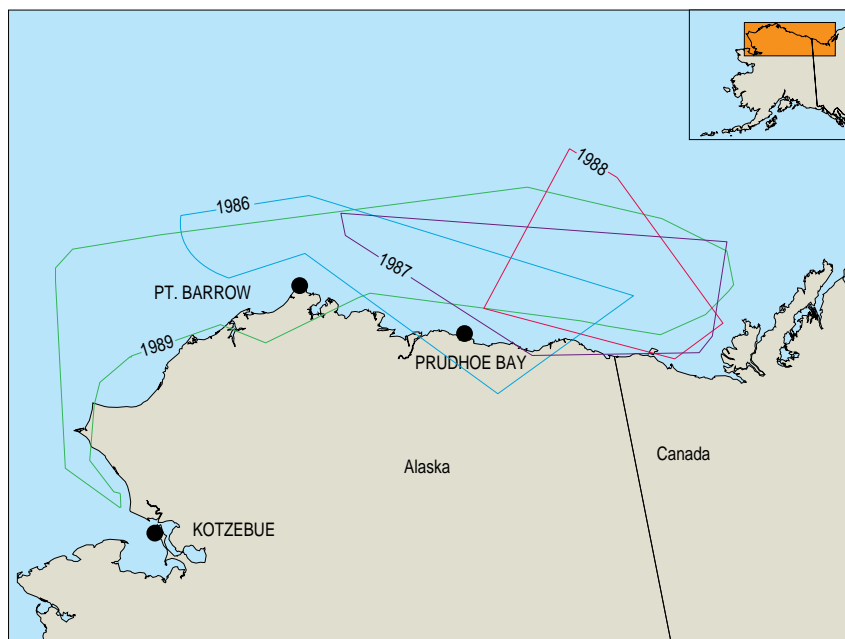 1988
1986
1987
PT. BARROW
1989
PRUDHOE BAY
Alaska
Canada
KOTZEBUE